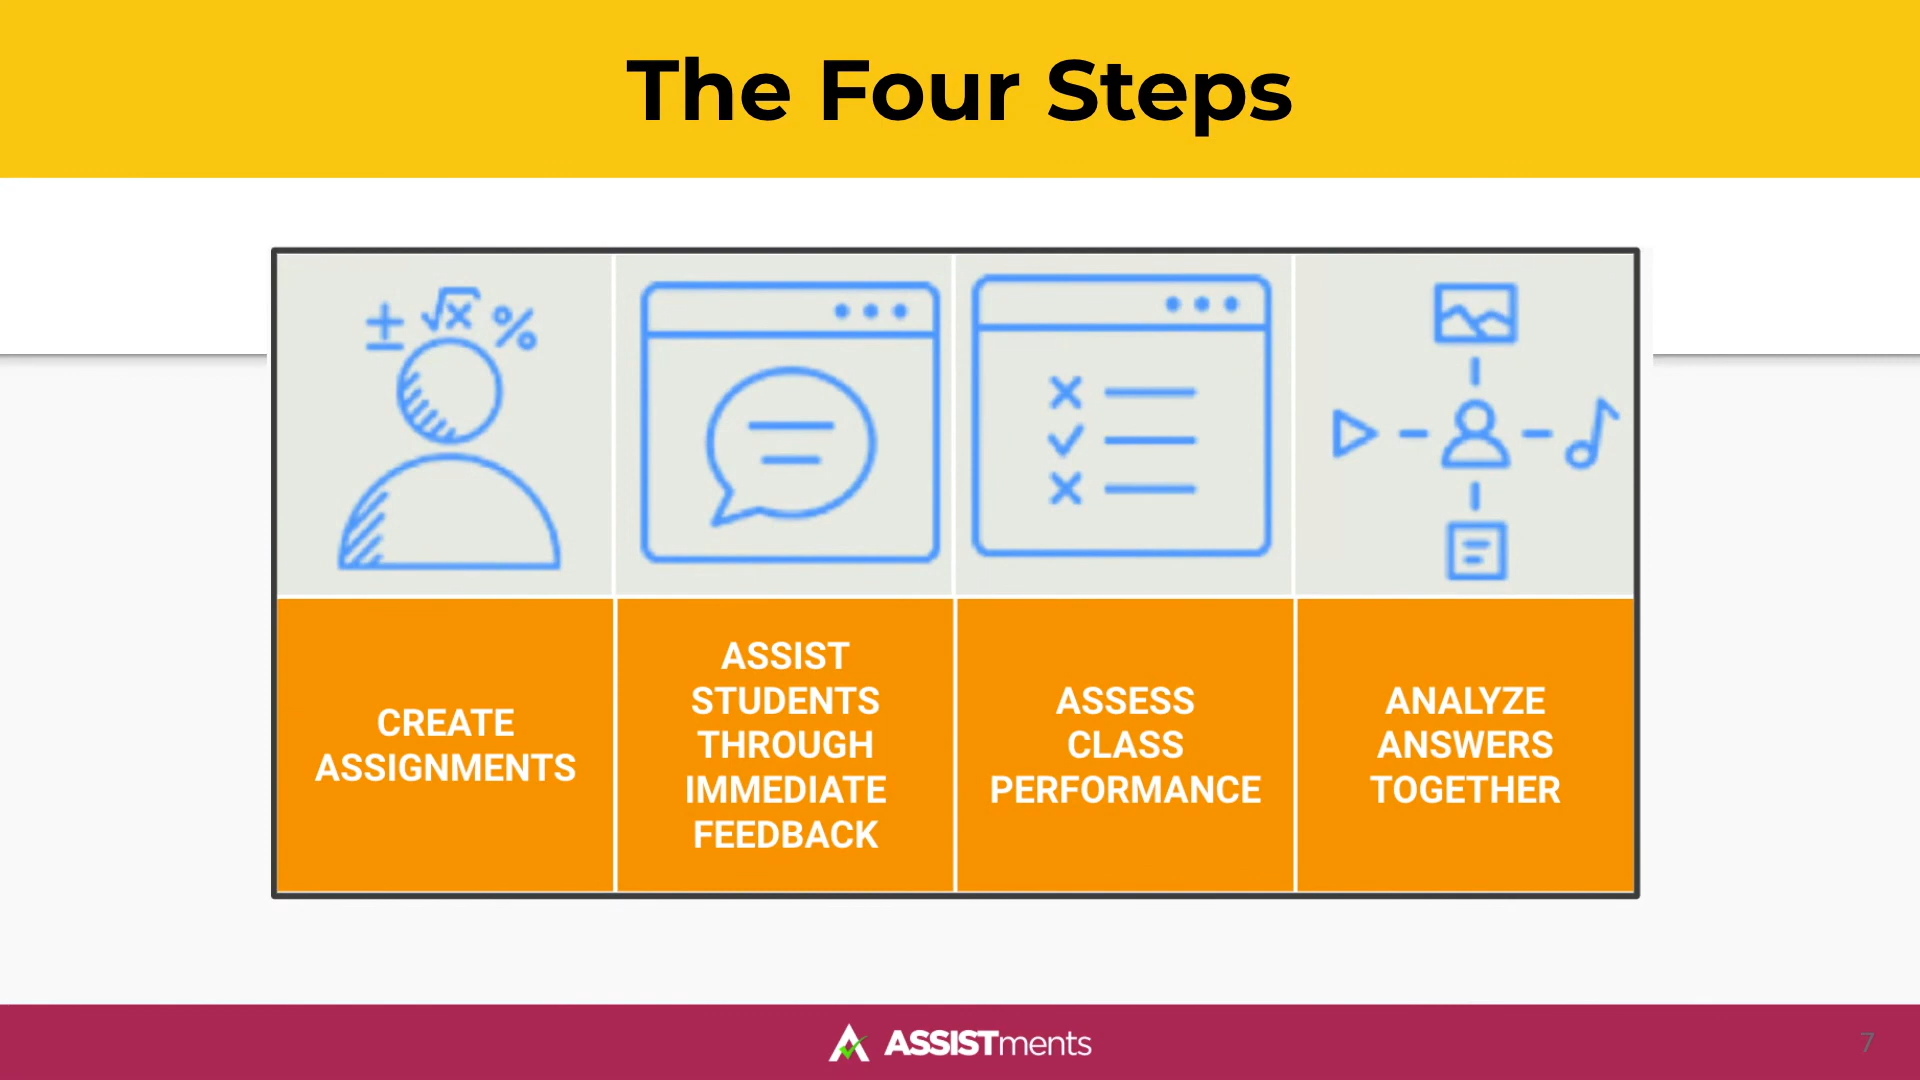 The Four Steps
± √x %
CREATE
ASSIGNMENTS
ASSIST
STUDENTS
THROUGH
IMMEDIATE
FEEDBACK
ASSESS
CLASS
PERFORMANCE
ANALYZE
ANSWERS
TOGETHER
ASSISTments
7